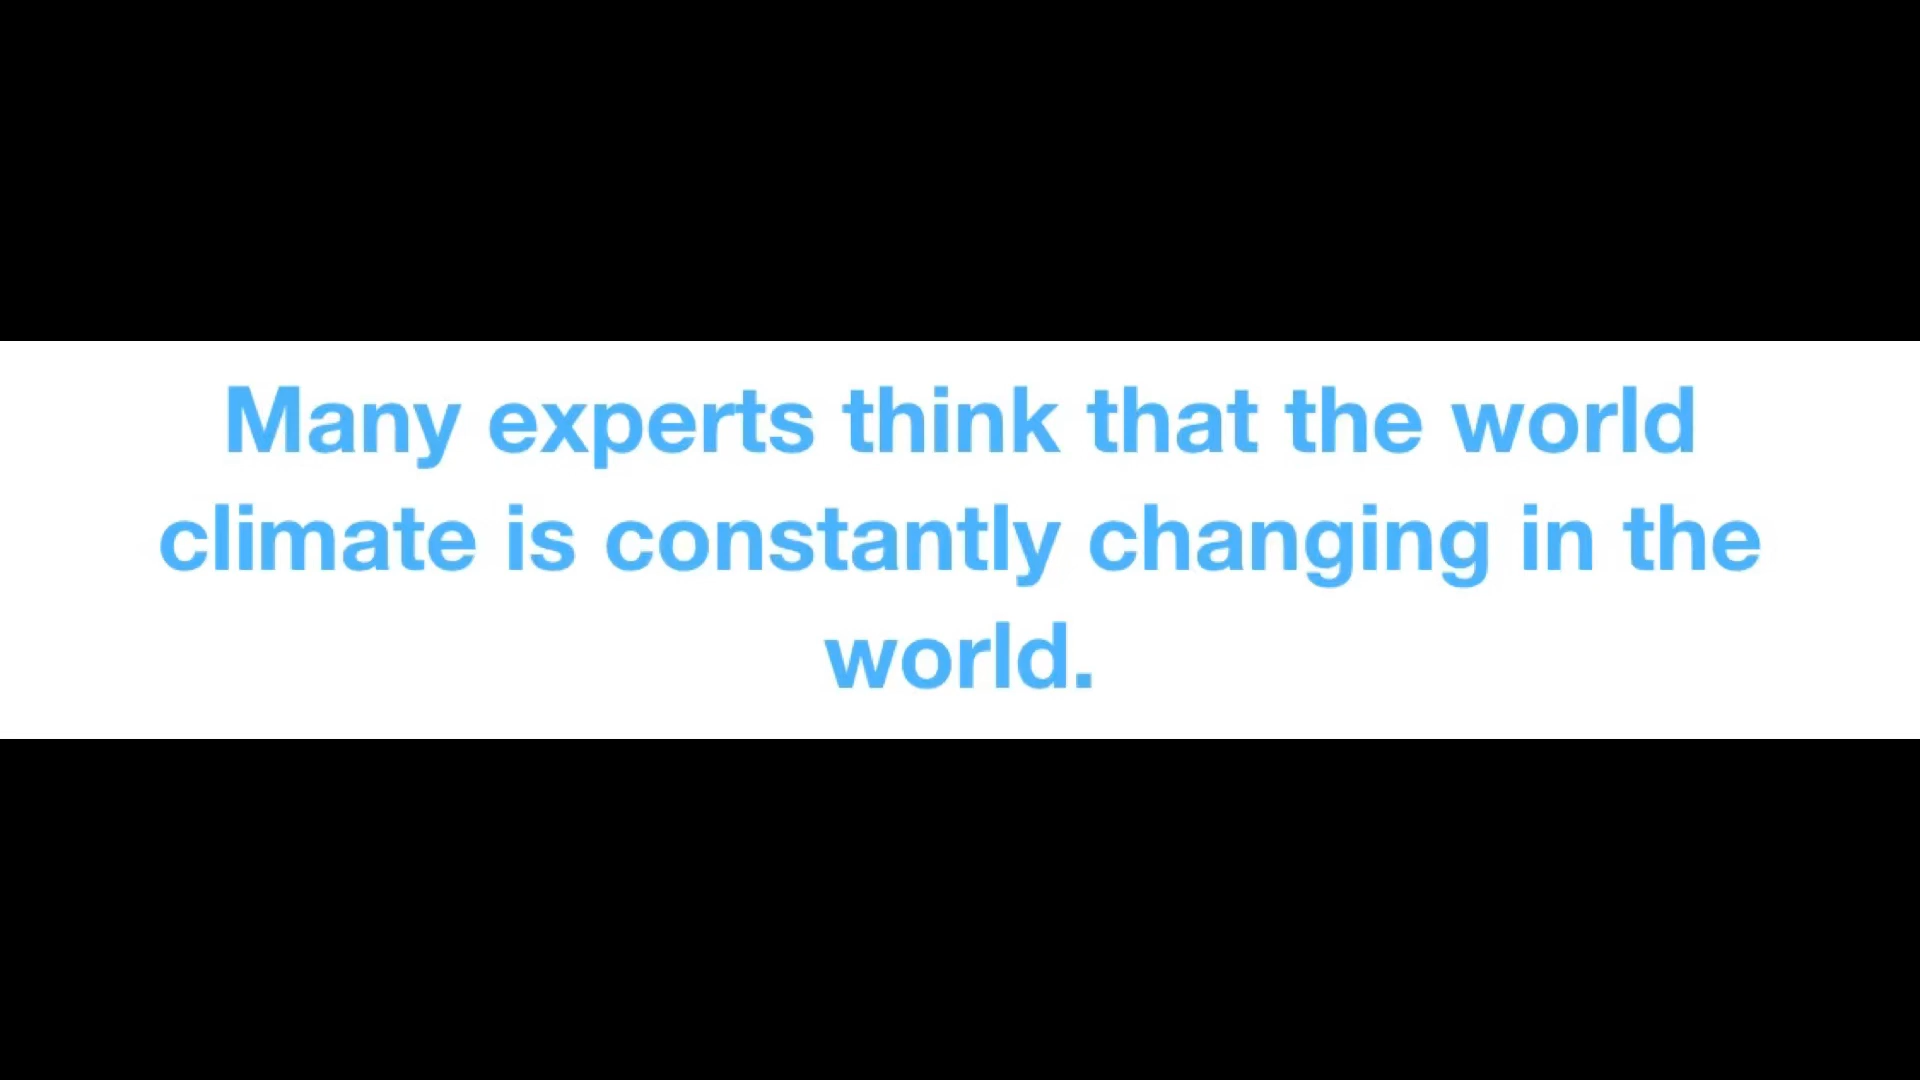 Many experts think that the world
climate is constantly changing in the
world.